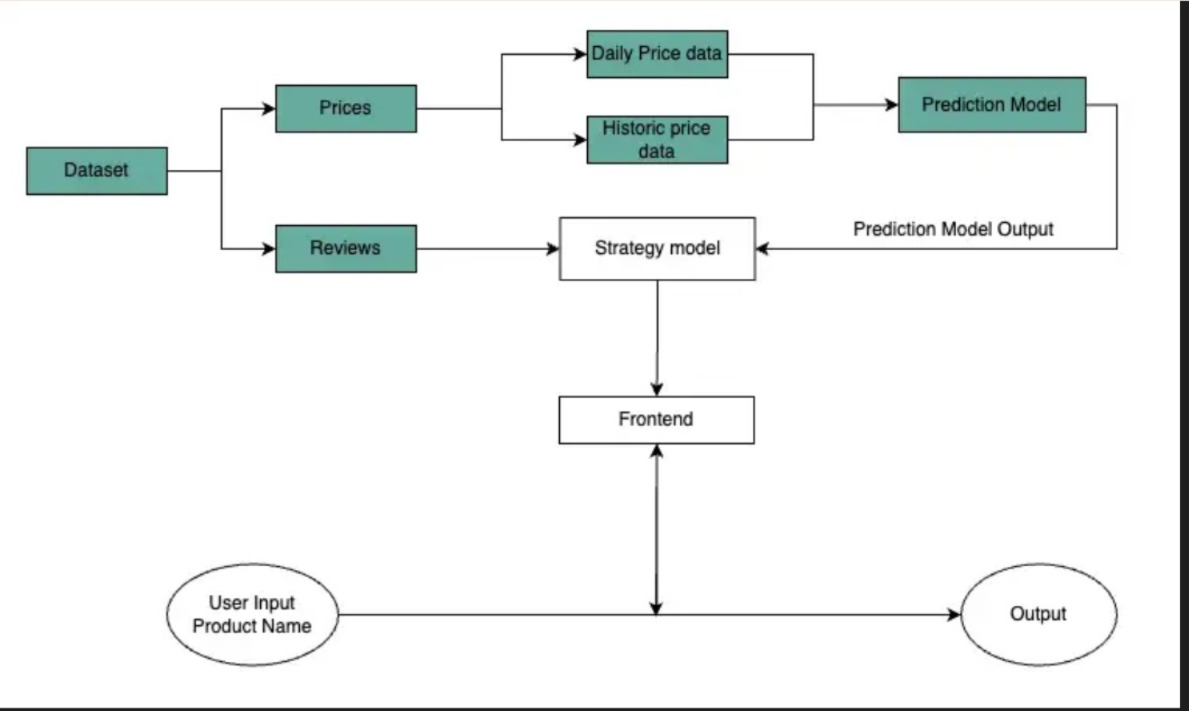 Daily Price data
Prices
Prediction Model
Historic price
data
Dataset
Reviews
Strategy model
Prediction Model Output
Frontend
User Input
Product Name
Output